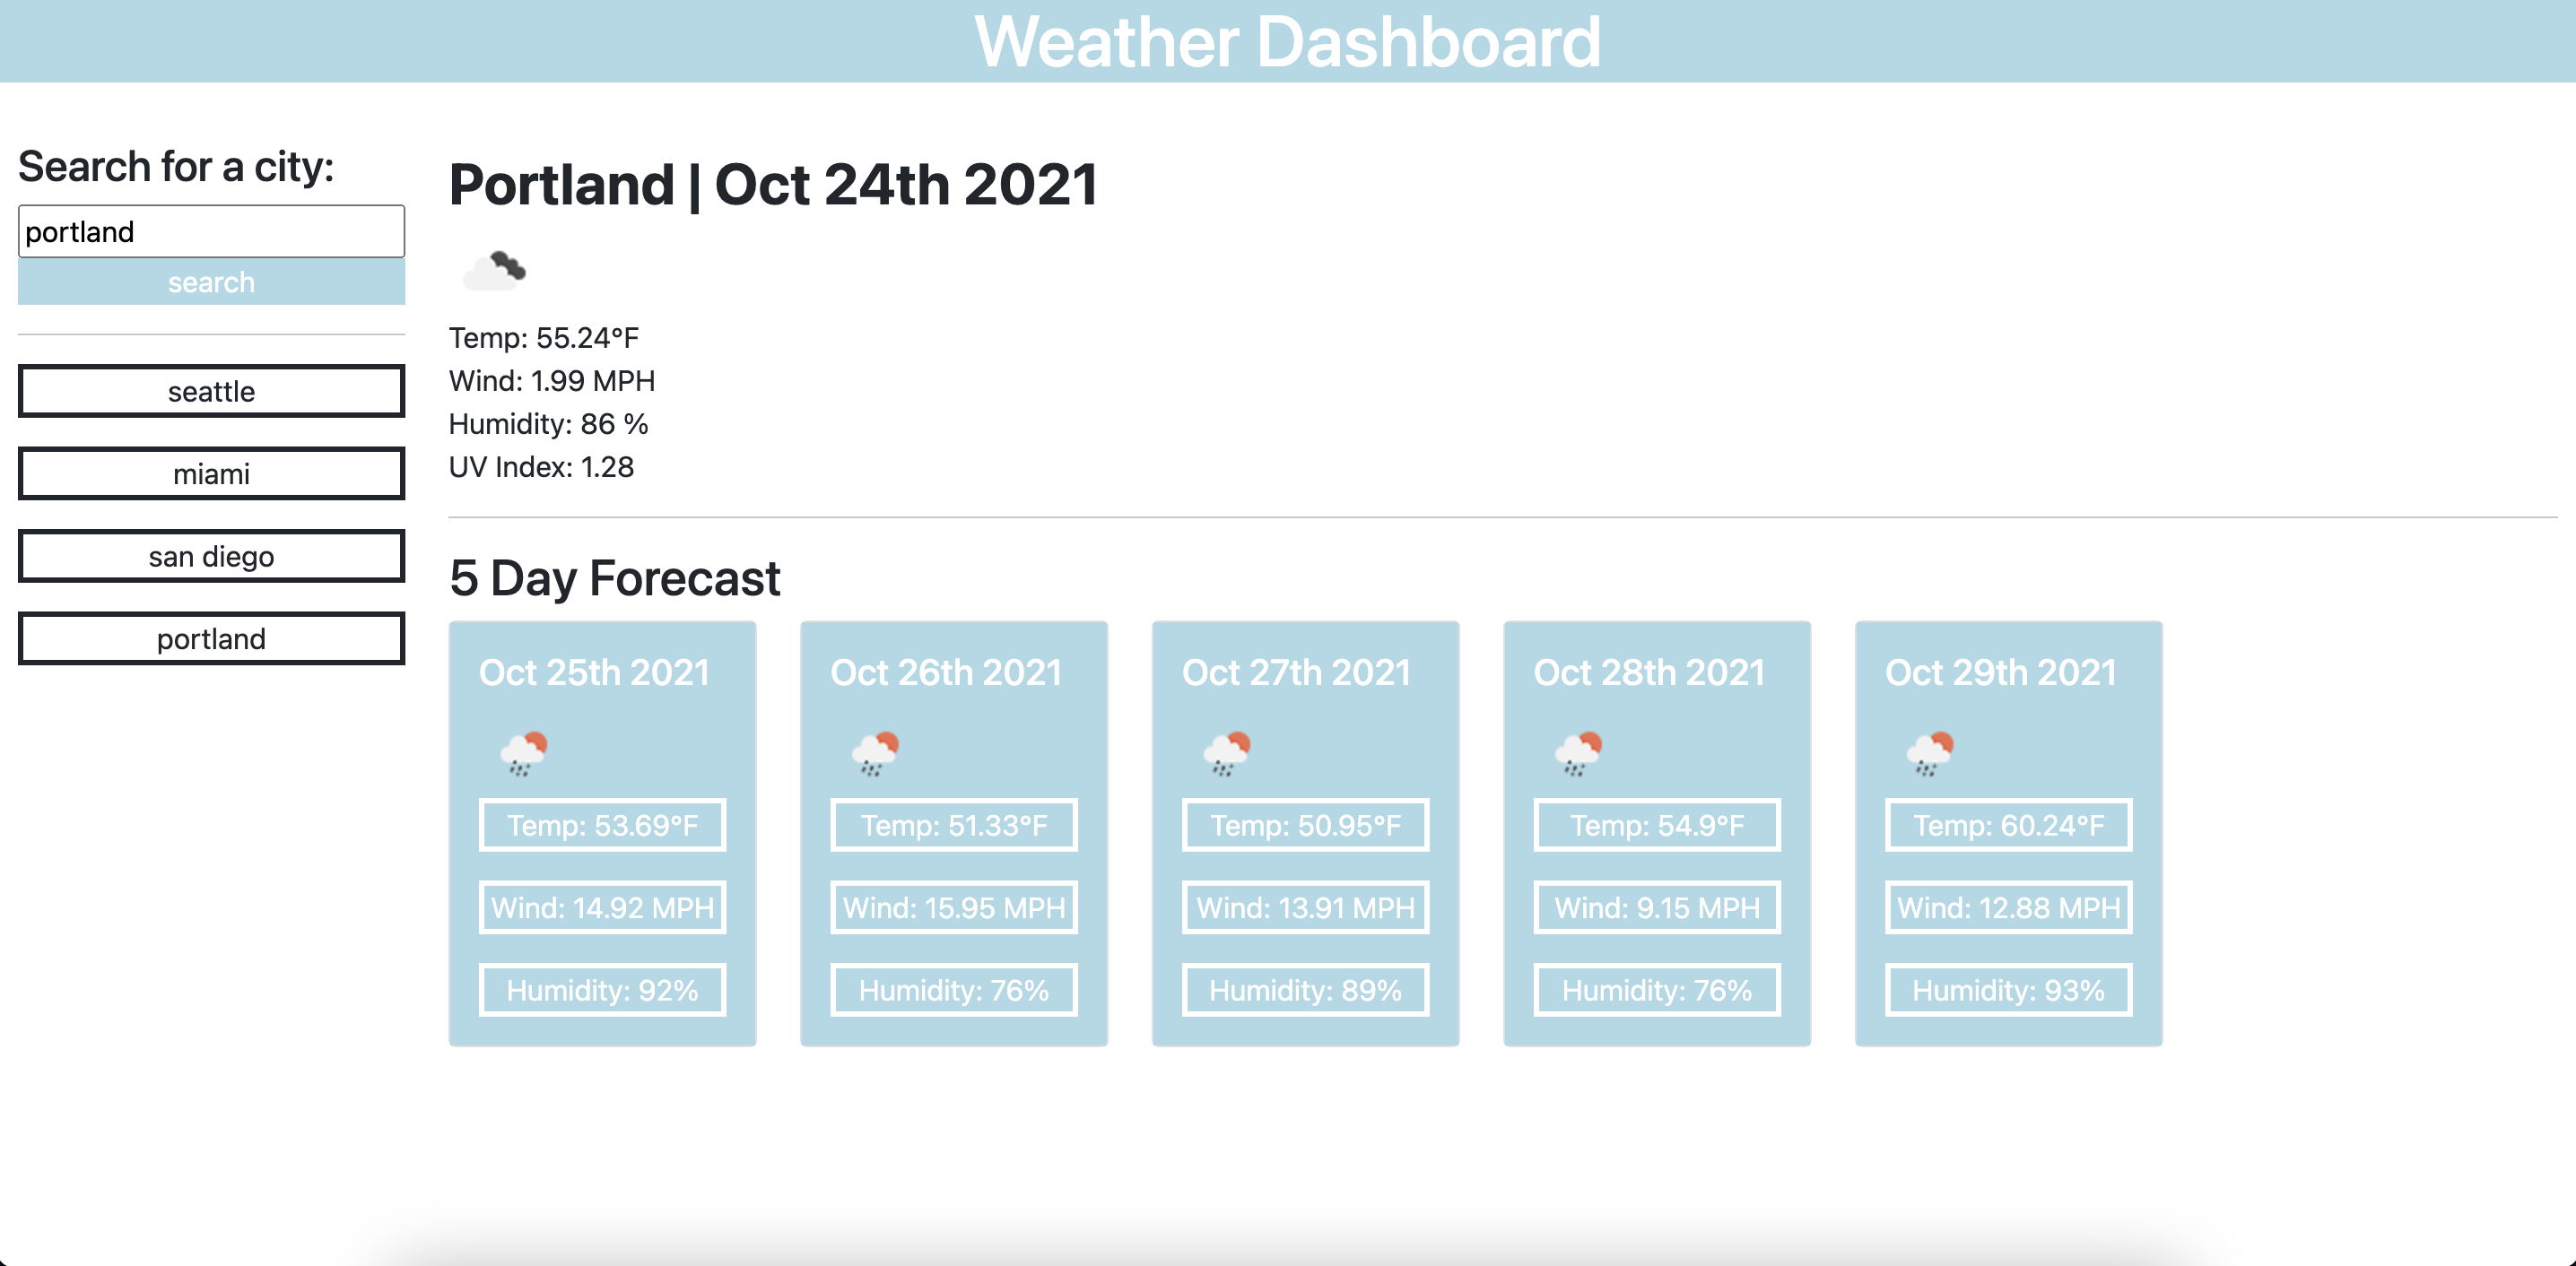 Weather Dashboard
Search for a city:
portland
search
seattle
miami
san diego
portland
Portland | Oct 24th 2021
Temp: 55.24°F
Wind: 1.99 MPH
Humidity: 86 %
UV Index: 1.28
5 Day Forecast
Oct 25th 2021
Temp: 53.69°F
Wind: 14.92 MPH
Humidity: 92%
Oct 26th 2021
Temp: 51.33°F
Wind: 15.95 MPH
Humidity: 76%
Oct 27th 2021
Temp: 50.95°F
Wind: 13.91 MPH
Humidity: 89%
Oct 28th 2021
Temp: 54.9°F
Wind: 9.15 MPH
Humidity: 76%
Oct 29th 2021
Temp: 60.24°F
Wind: 12.88 MPH
Humidity: 93%